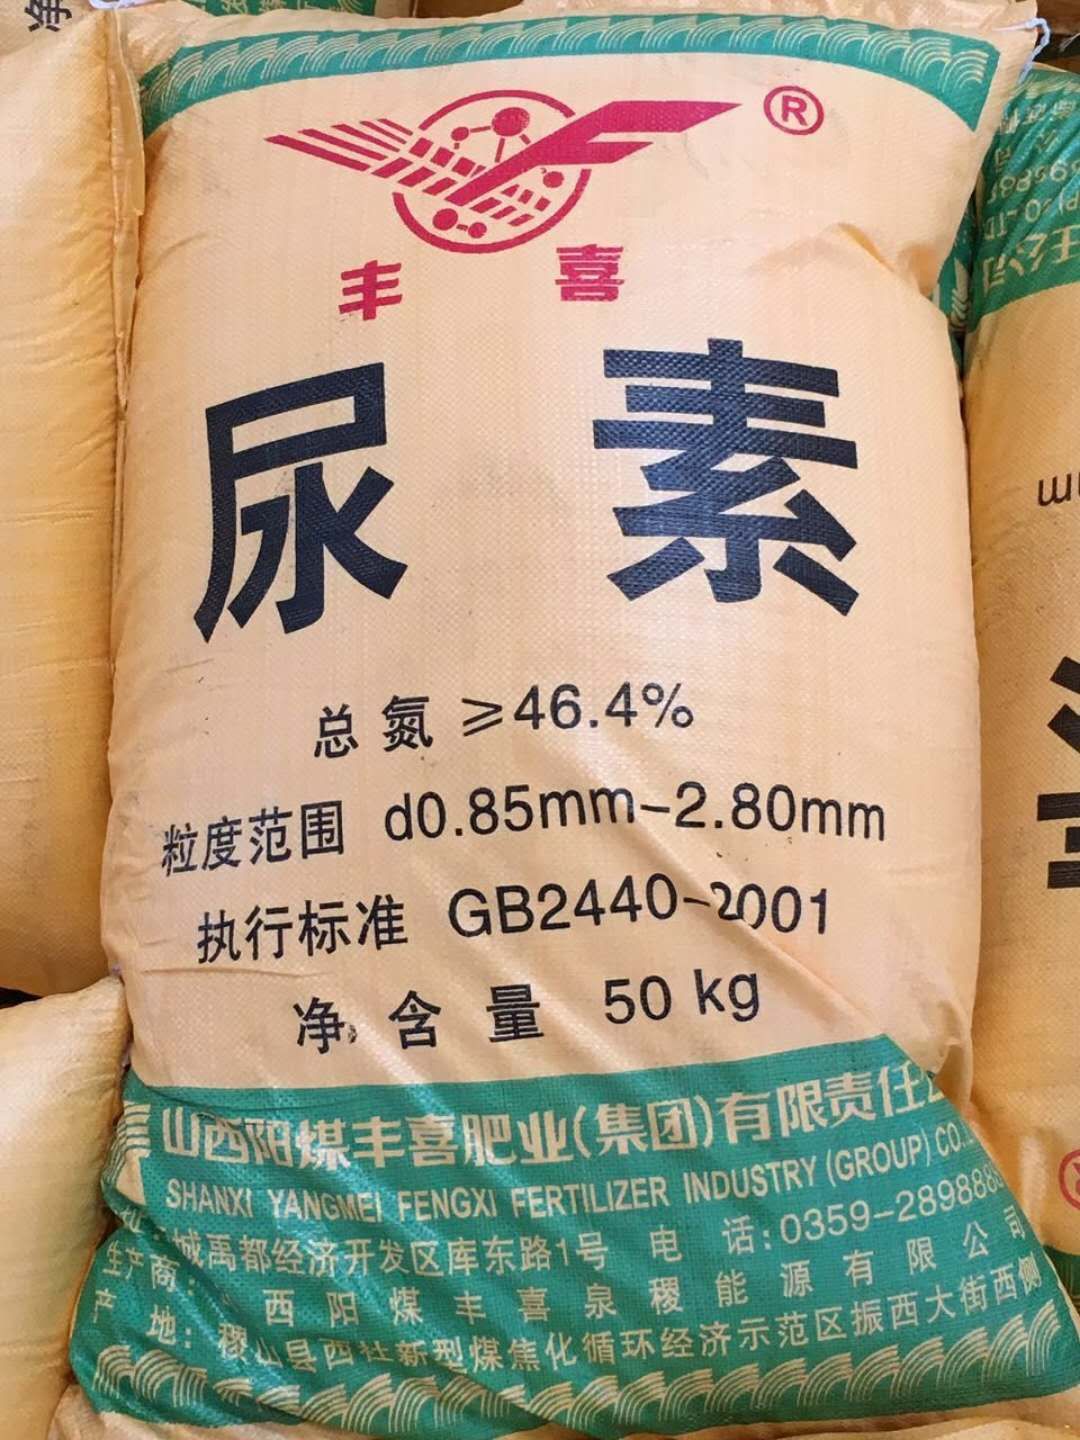 净
®
丰 喜
尿 素
总 氮 ≥46.4%
粒度范围 d0.85mm-2.80mm
执行标准 GB2440-2001
净 含 量 50 kg
山西阳煤丰喜肥业(集团)有限责任
SHANXI YANGMEI FENGXI FERTILIZER INDUSTRY (GROUP) CO.
城禹都经济开发区库东路1号 电 话:0359-289888
生产商: 西 阳 煤 丰 喜 泉 稷 能 源 有 限 公 司
产 地: 稷山县西社新型煤焦化循环经济示范区振西大街西侧
任公司